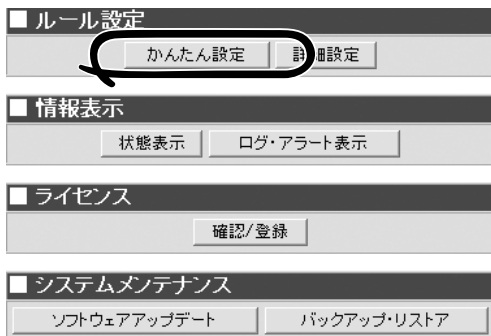 ■ ルール設定
かんたん設定 詳細設定
■ 情報表示
状態表示 ログ・アラート表示
■ ライセンス
確認/登録
■ システムメンテナンス
ソフトウェアアップデート バックアップ・リストア